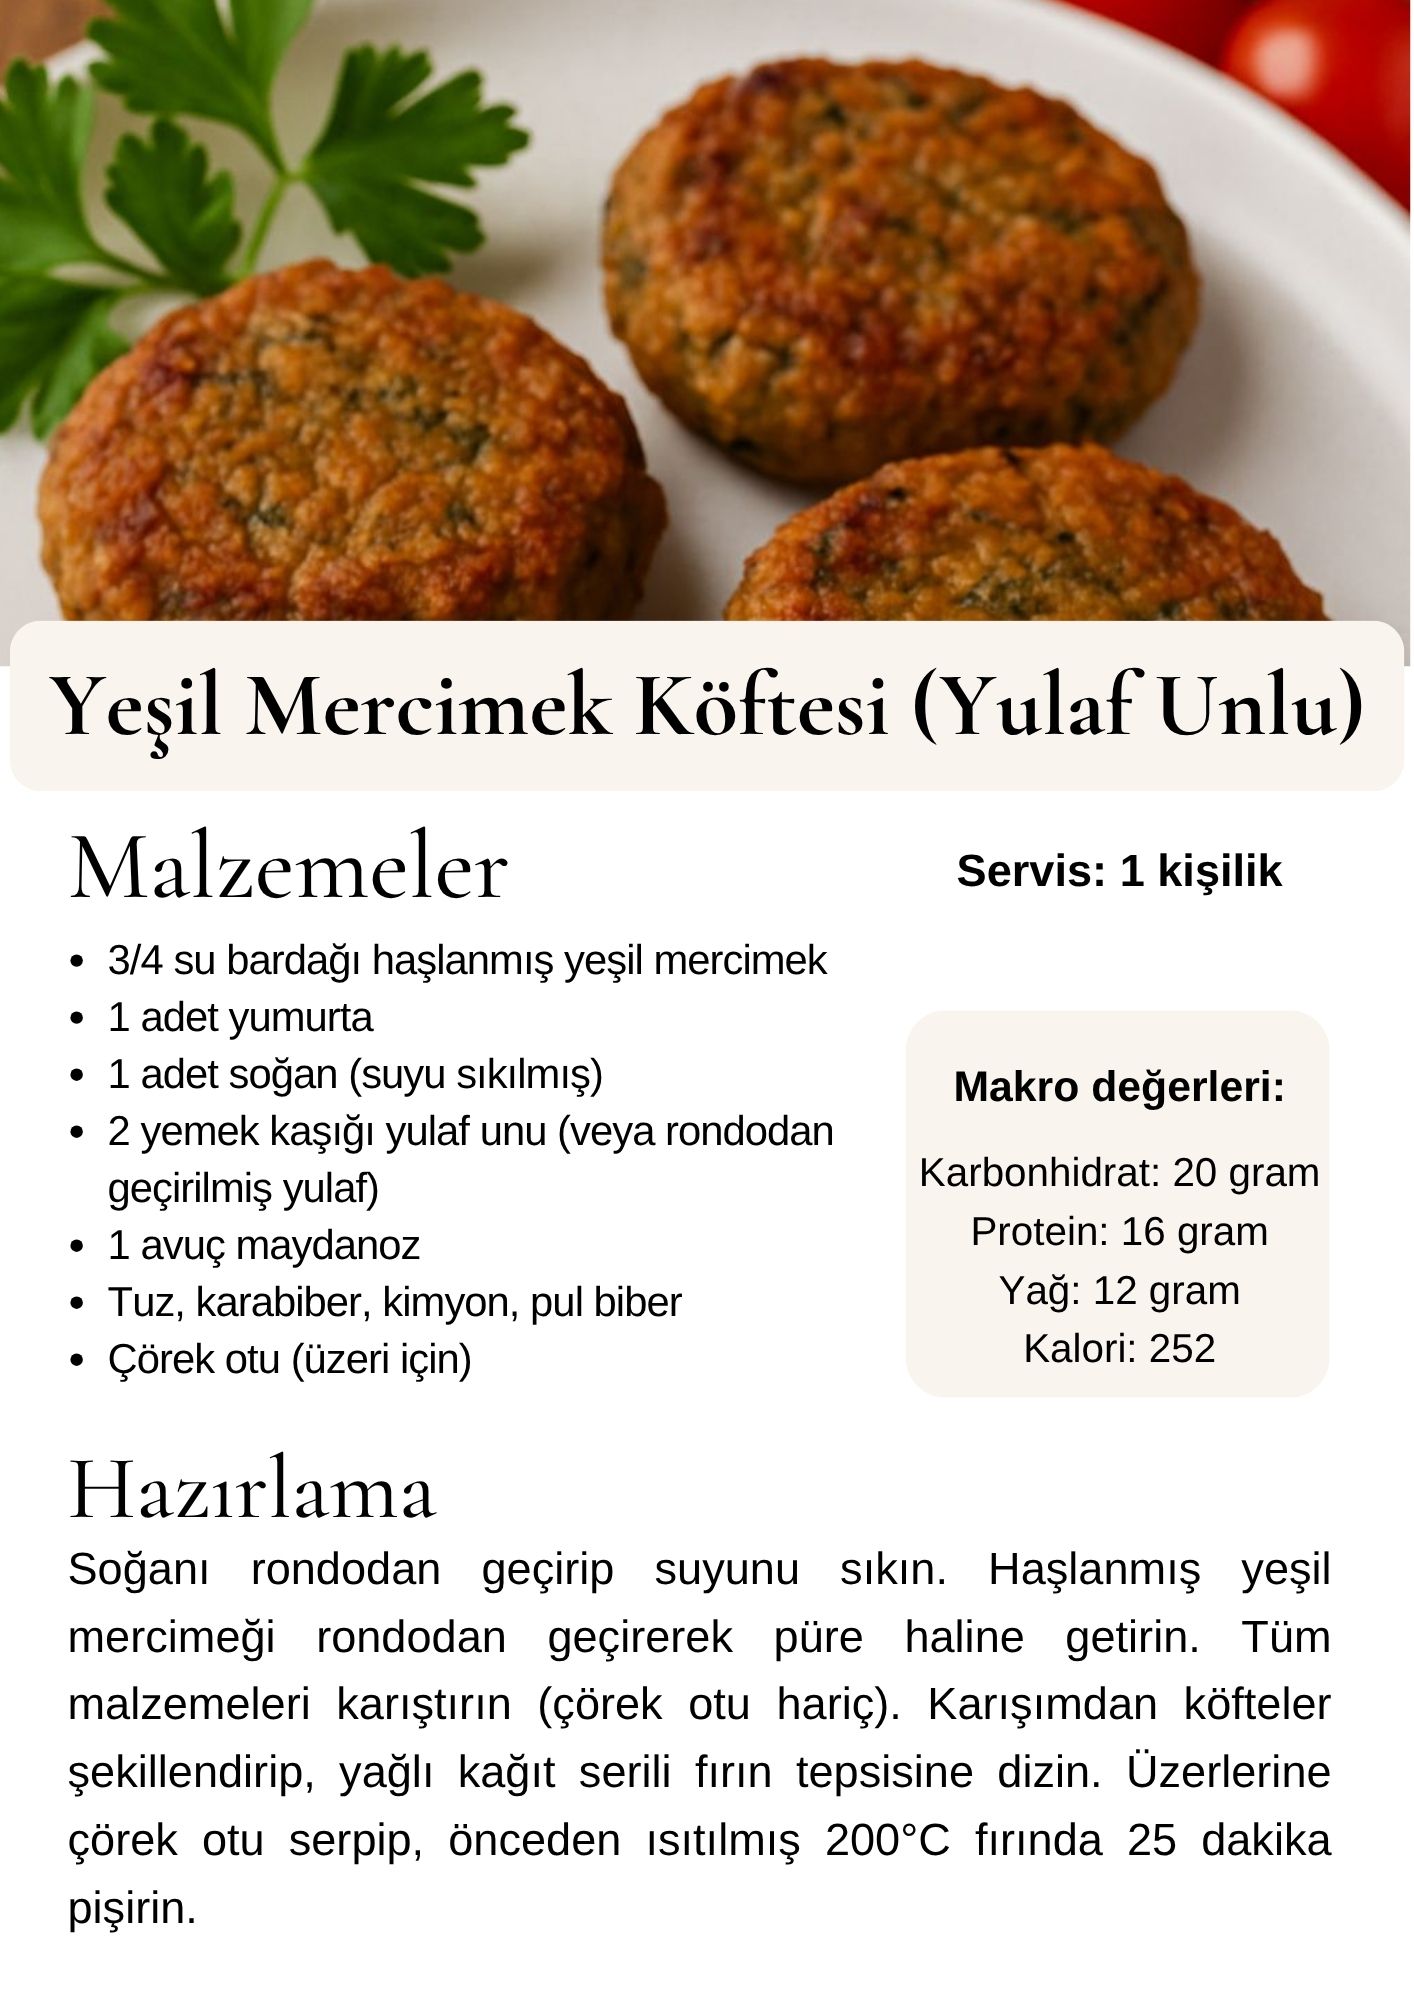 Yeşil Mercimek Köftesi (Yulaf Unlu)
Malzemeler
• 3/4 su bardağı haşlanmış yeşil mercimek
• 1 adet yumurta
• 1 adet soğan (suyu sıkılmış)
• 2 yemek kaşığı yulaf unu (veya rondodan
geçirilmiş yulaf)
• 1 avuç maydanoz
• Tuz, karabiber, kimyon, pul biber
• Çörek otu (üzeri için)
Servis: 1 kişilik
Makro değerleri:
Karbonhidrat: 20 gram
Protein: 16 gram
Yağ: 12 gram
Kalori: 252
Hazırlama
Soğanı rondodan geçirip suyunu sıkın. Haşlanmış yeşil
mercimeği rondodan geçirerek püre haline getirin. Tüm
malzemeleri karıştırın (çörek otu hariç). Karışımdan köfteler
şekillendirip, yağlı kağıt serili fırın tepsisine dizin. Üzerlerine
çörek otu serpip, önceden ısıtılmış 200°C fırında 25 dakika
pişirin.